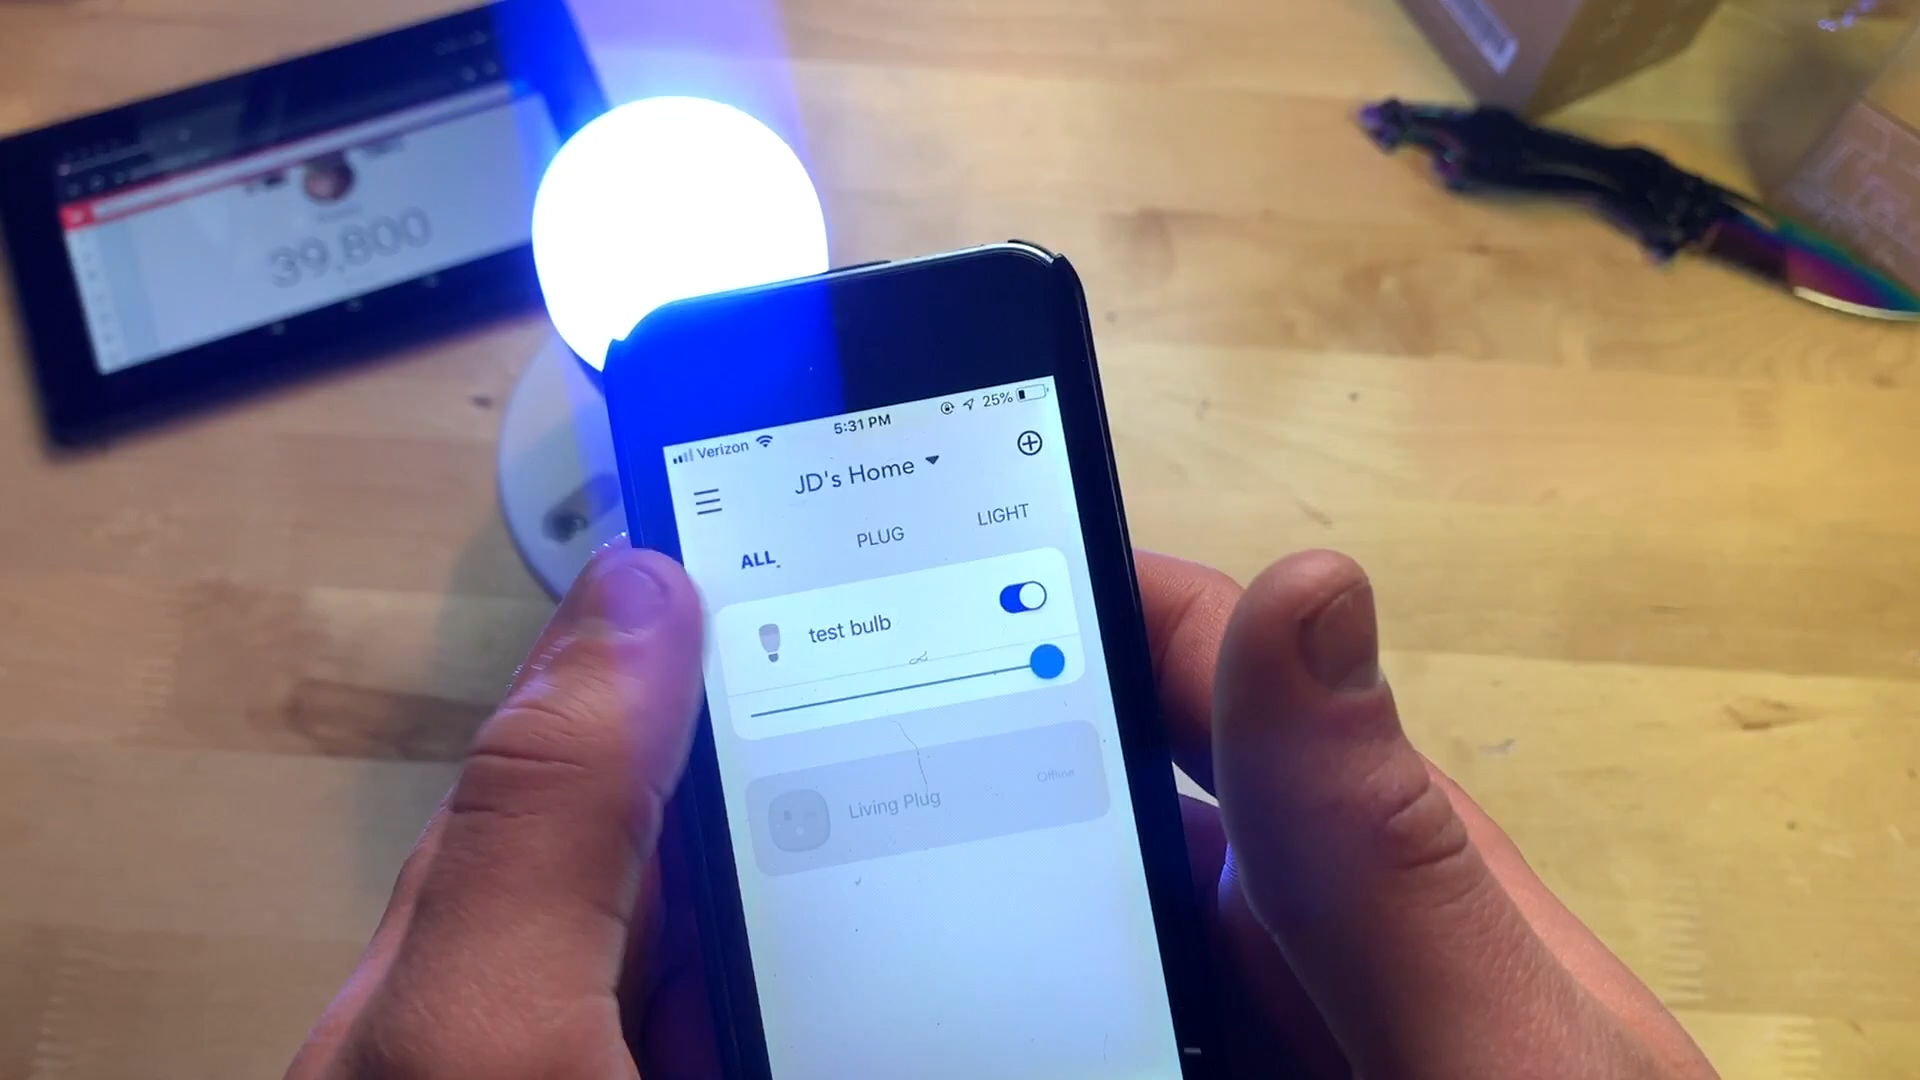 39,800
Verizon 5:31 PM 25%
JD's Home
ALL PLUG LIGHT
test bulb
Living Plug Offline